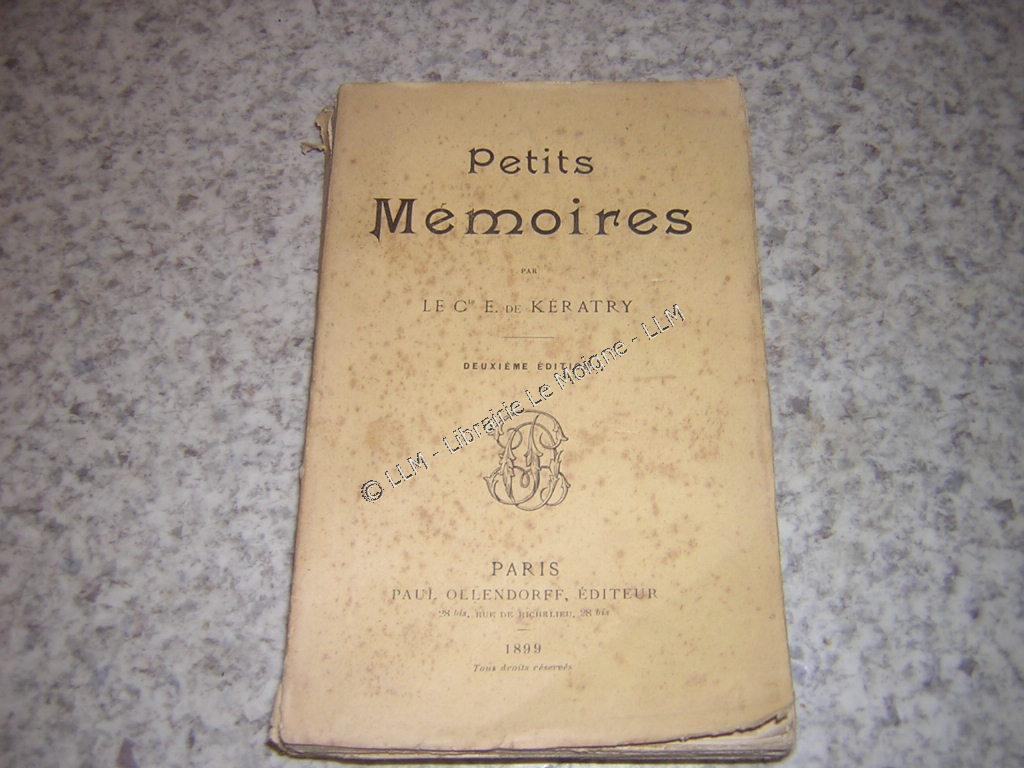 Petits
Mémoires
PAR
LE Cte E. DE KÉRATRY
DEUXIÈME ÉDITION
© LLM - Librairie Le Moigne - LLM
PARIS
PAUL OLLENDORFF, ÉDITEUR
28 bis, RUE DE RICHELIEU, 28 bis
1899
Tous droits réservés